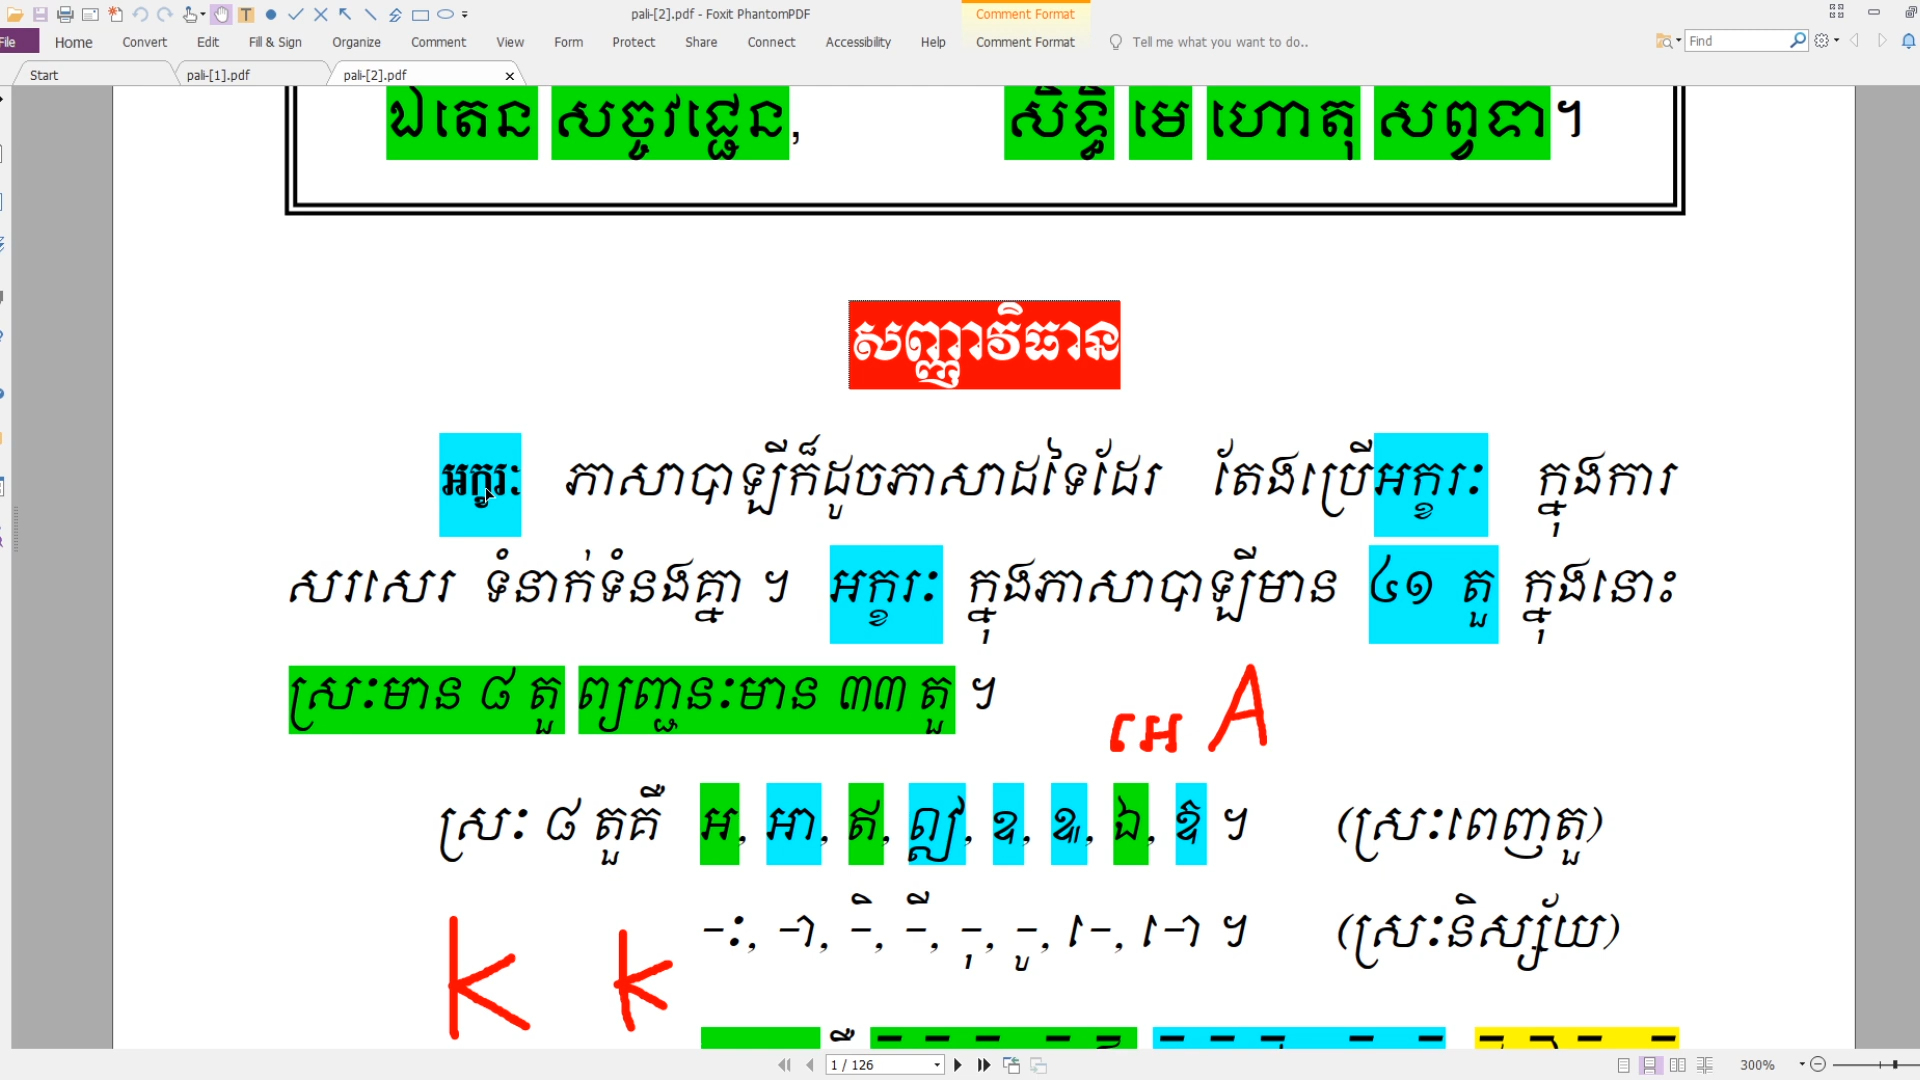 pali-[2].pdf - Foxit PhantomPDF
Comment Format
File Home Convert Edit Fill & Sign Organize Comment View Form Protect Share Connect Accessibility Help Comment Format Tell me what you want to do.. Find
Start pali-[1].pdf pali-[2].pdf
ឯតេន សច្ចវជ្ជេន, សិទ្ធិ មេ ហោតុ សព្វទា។
សញ្ញាវិធាន
អក្ខរៈ ភាសាបាឡីក៏ដូចភាសាដទៃដែរ តែងប្រើអក្ខរៈ ក្នុងការ
សរសេរ ទំនាក់ទំនងគ្នា ។ អក្ខរៈ ក្នុងភាសាបាឡីមាន ៤១ តួ ក្នុងនោះ
ស្រៈមាន ៨ តួ ព្យញ្ជនៈមាន ៣៣ តួ ។
អេ A
ស្រៈ ៨ តួគឺ អ, អា, ឥ, ឦ, ឧ, ឩ, ឯ, ឱ ។ (ស្រៈពេញតួ)
-ៈ, -ា, -ិ, -ី, -ុ, -ូ, េ-, េ-ា ។ (ស្រៈនិស្ស័យ)
K k
1 / 126
300%